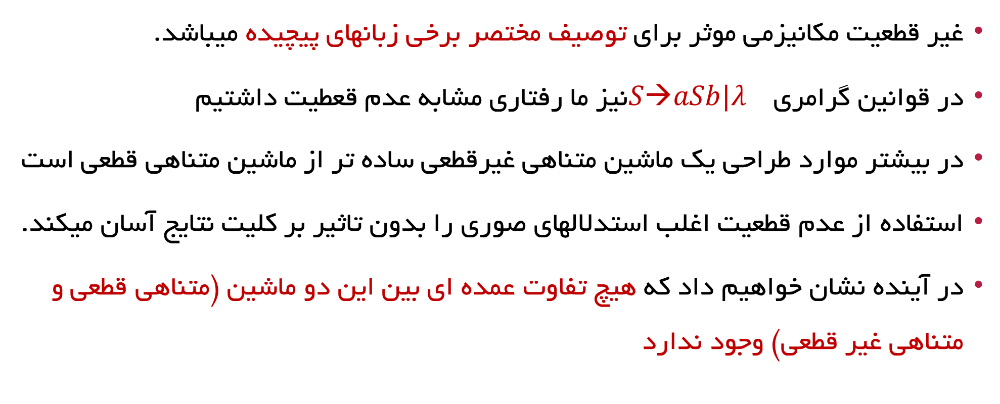 • غیر قطعیت مکانیزمی موثر برای توصیف مختصر برخی زبانهای پیچیده میباشد.
• در قوانین گرامری S→aSb|λ نیز ما رفتاری مشابه عدم قعطیت داشتیم
• در بیشتر موارد طراحی یک ماشین متناهی غیرقطعی ساده تر از ماشین متناهی قطعی است
• استفاده از عدم قطعیت اغلب استدلالهای صوری را بدون تاثیر بر کلیت نتایج آسان میکند.
• در آینده نشان خواهیم داد که هیچ تفاوت عمده ای بین این دو ماشین (متناهی قطعی و
متناهی غیر قطعی) وجود ندارد